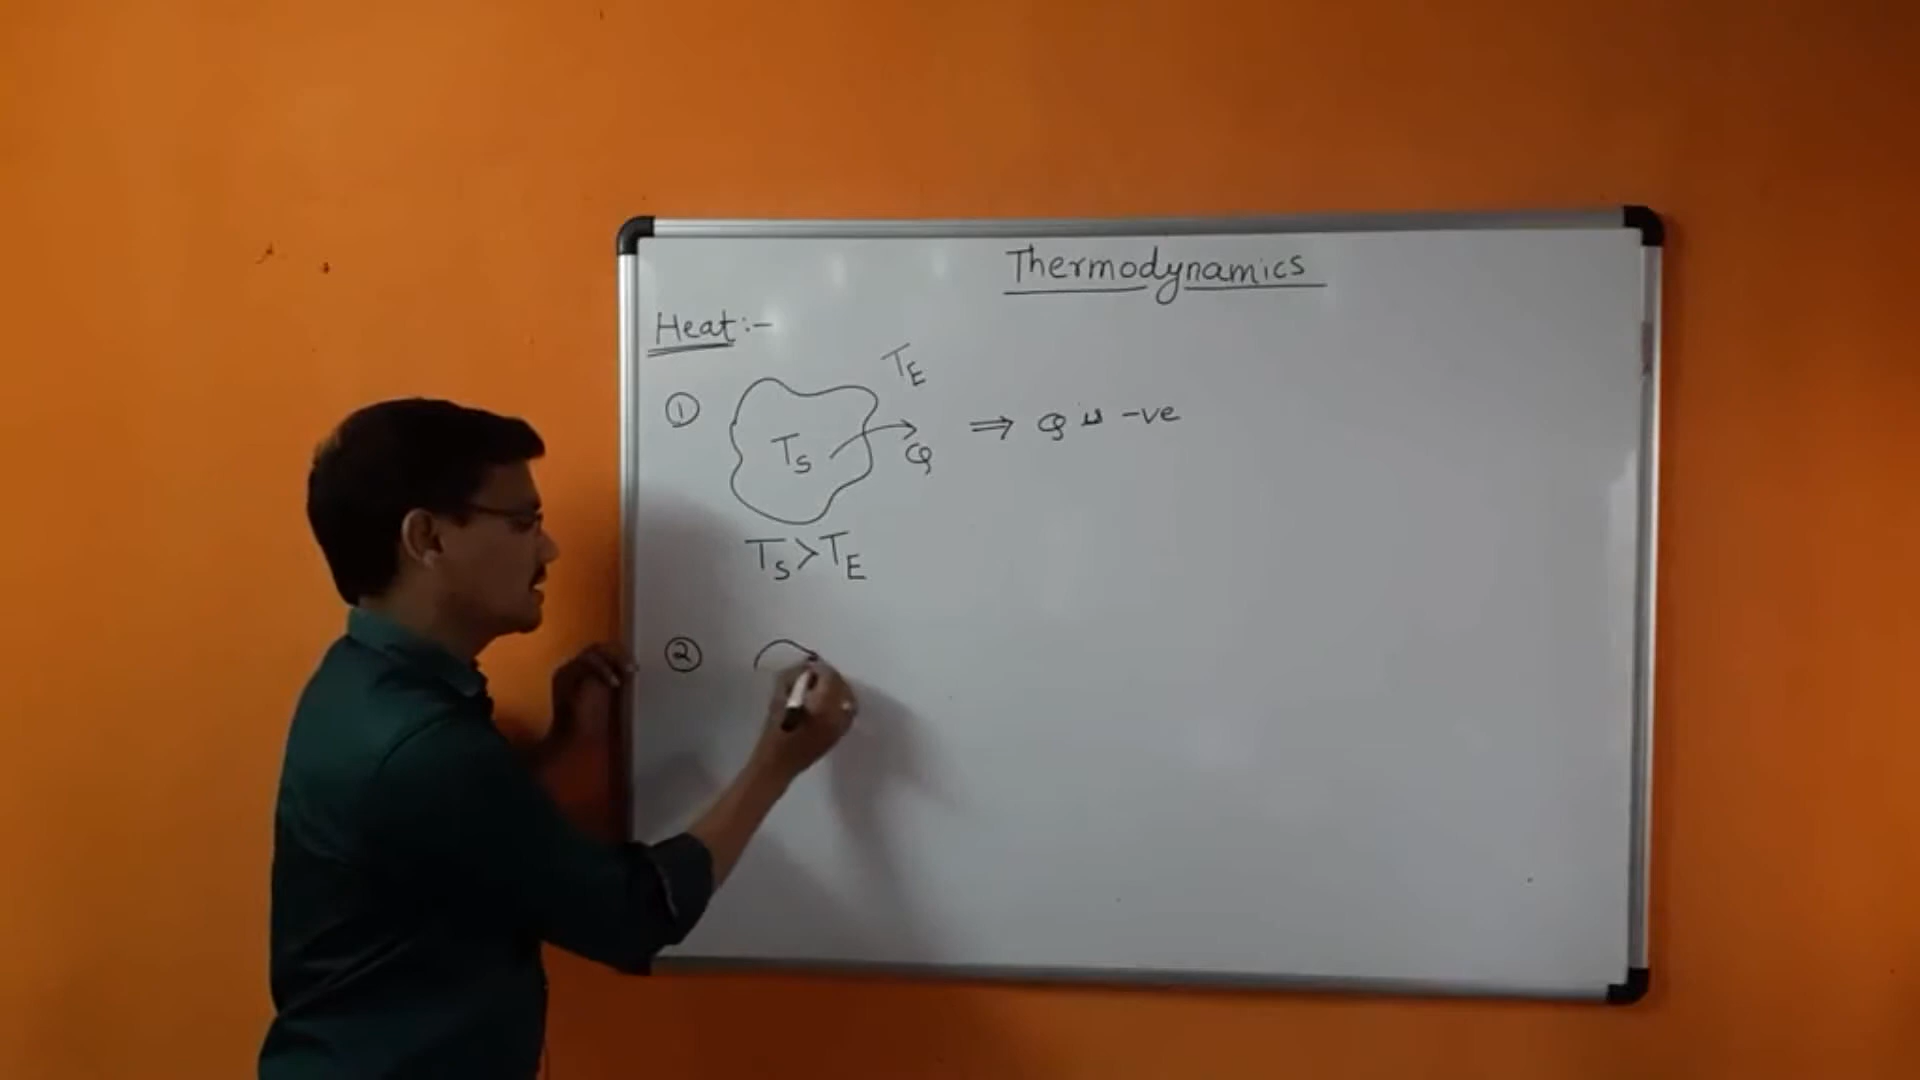 Thermodynamics
Heat:-
① TE
TS Q ⇒ Q is -ve
TS > TE
②